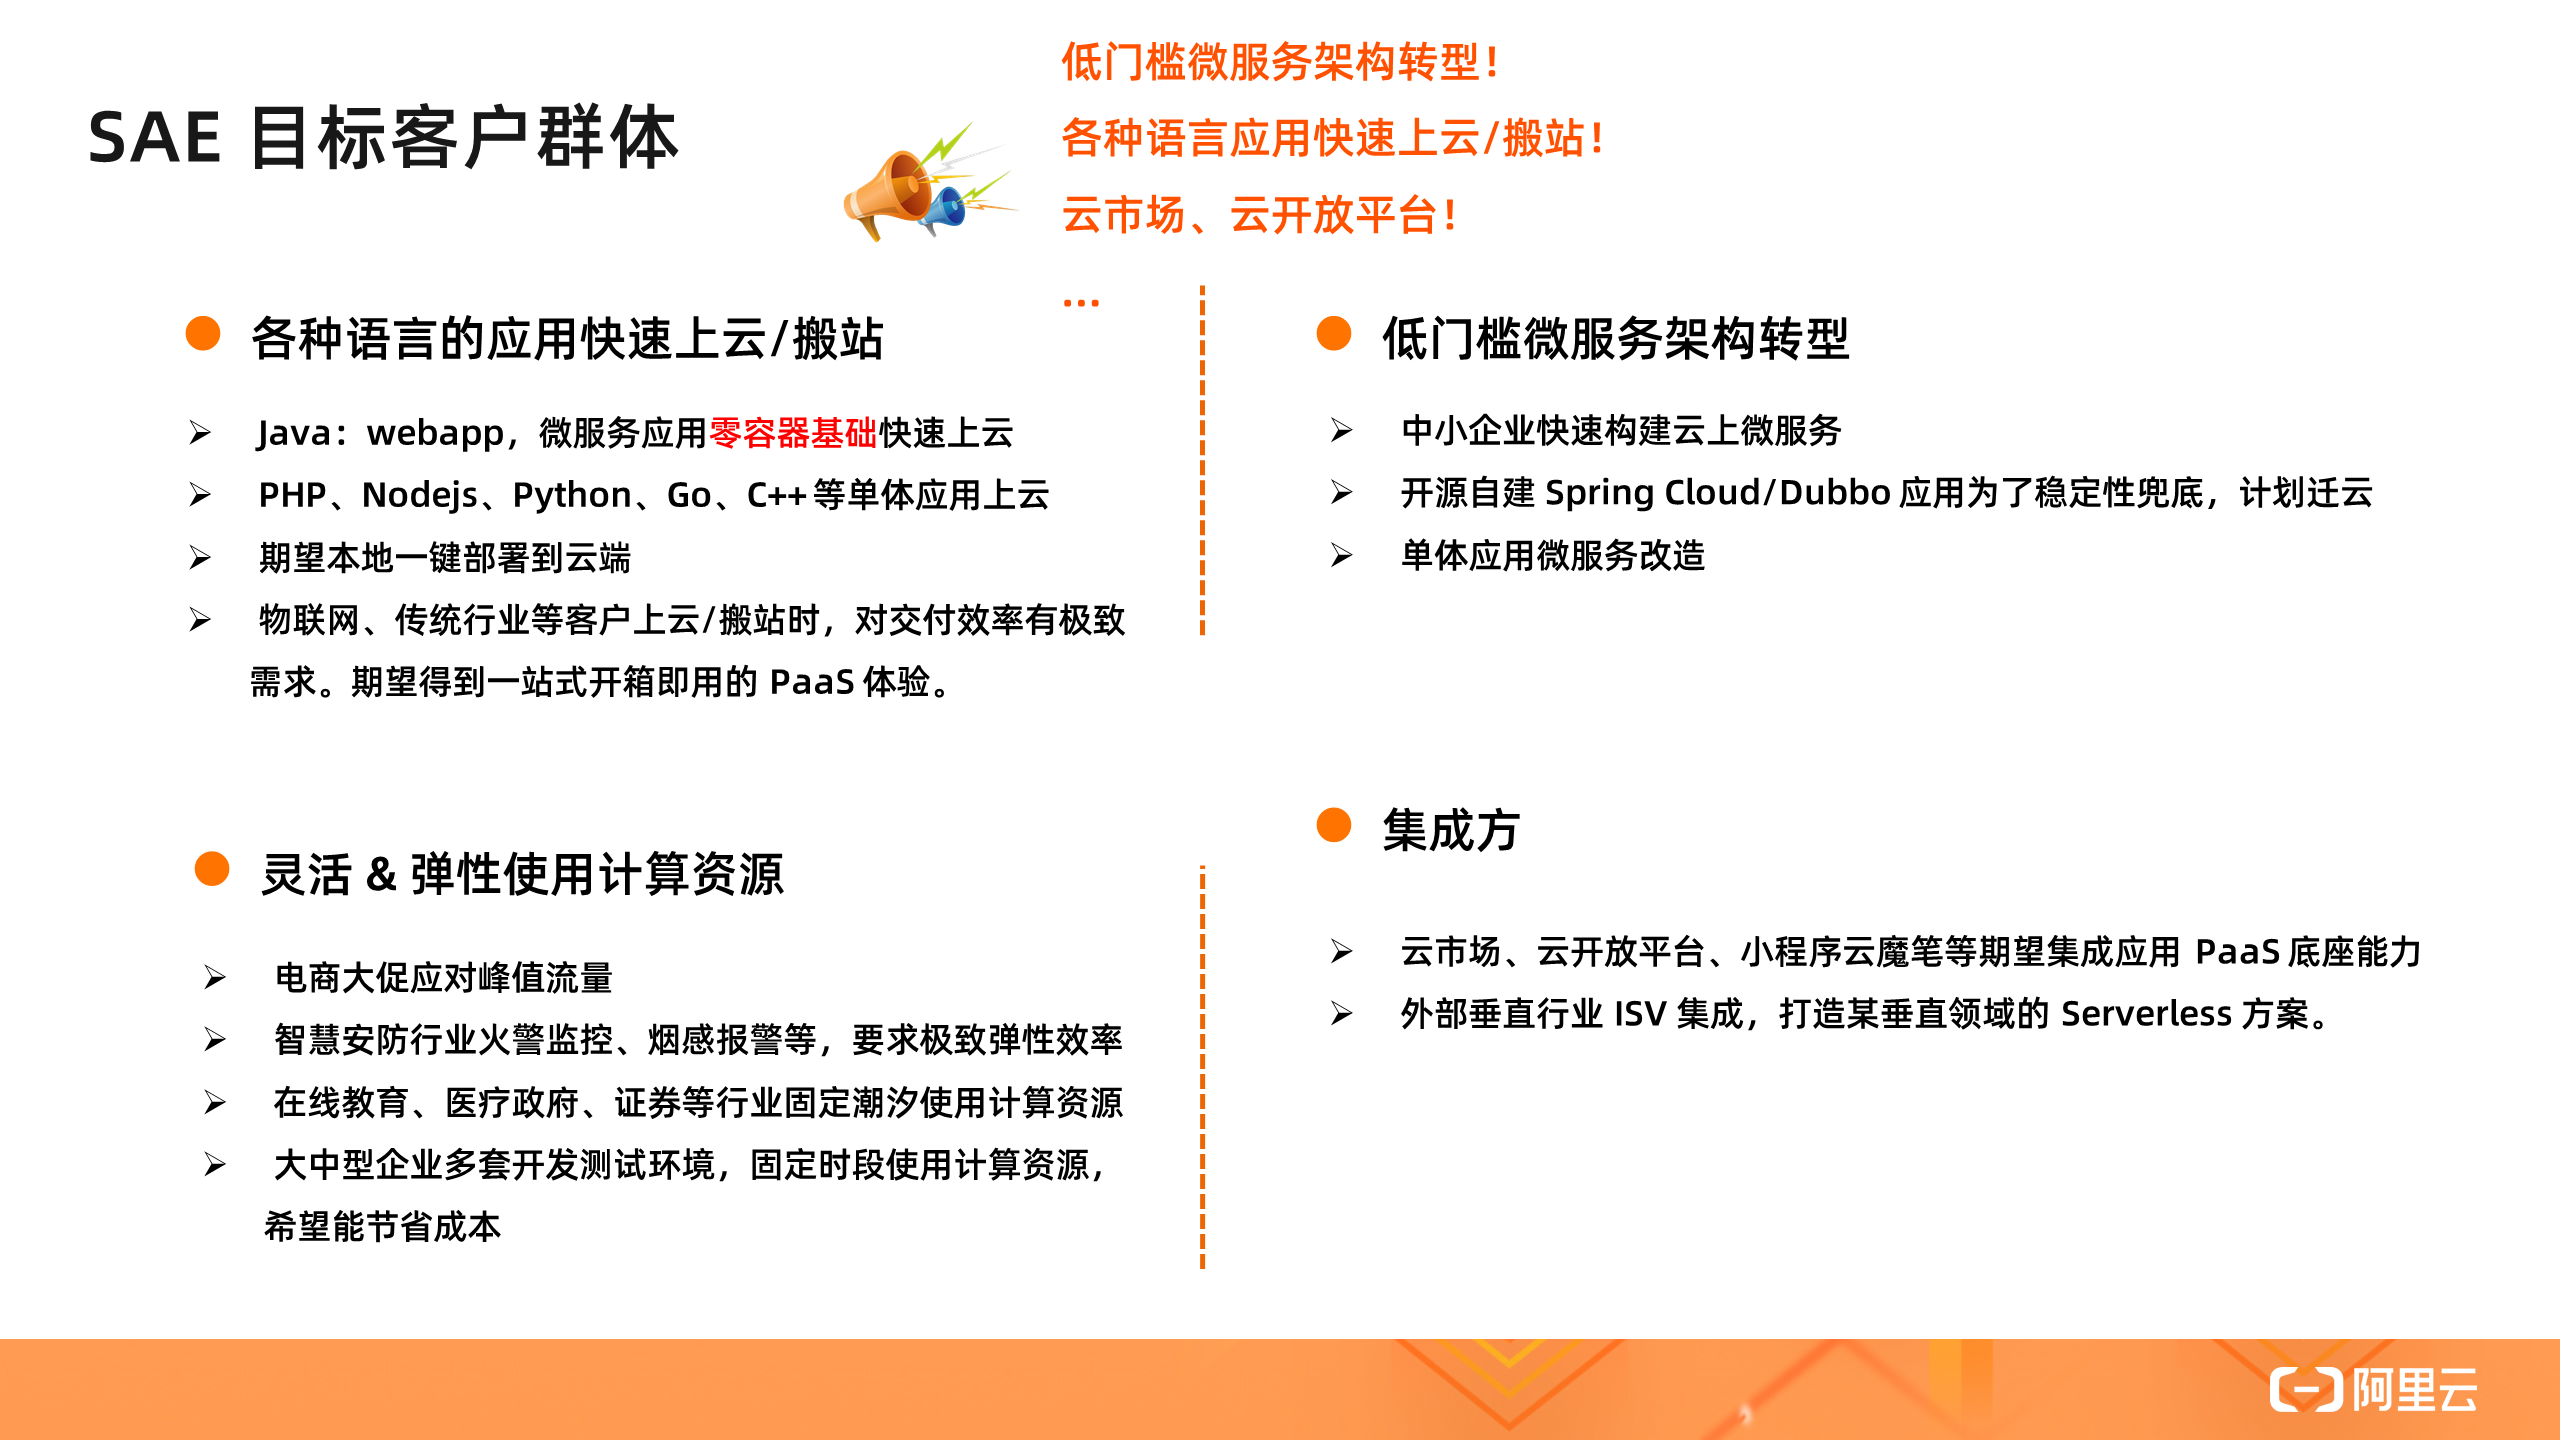 SAE 目标客户群体
低门槛微服务架构转型！
各种语言应用快速上云/搬站！
云市场、云开放平台！
...
各种语言的应用快速上云/搬站
Java：webapp，微服务应用零容器基础快速上云
PHP、Nodejs、Python、Go、C++ 等单体应用上云
期望本地一键部署到云端
物联网、传统行业等客户上云/搬站时，对交付效率有极致
需求。期望得到一站式开箱即用的 PaaS 体验。
低门槛微服务架构转型
中小企业快速构建云上微服务
开源自建 Spring Cloud/Dubbo 应用为了稳定性兜底，计划迁云
单体应用微服务改造
灵活 & 弹性使用计算资源
电商大促应对峰值流量
智慧安防行业火警监控、烟感报警等，要求极致弹性效率
在线教育、医疗政府、证券等行业固定潮汐使用计算资源
大中型企业多套开发测试环境，固定时段使用计算资源，
希望能节省成本
集成方
云市场、云开放平台、小程序云魔笔等期望集成应用 PaaS 底座能力
外部垂直行业 ISV 集成，打造某垂直领域的 Serverless 方案。
阿里云